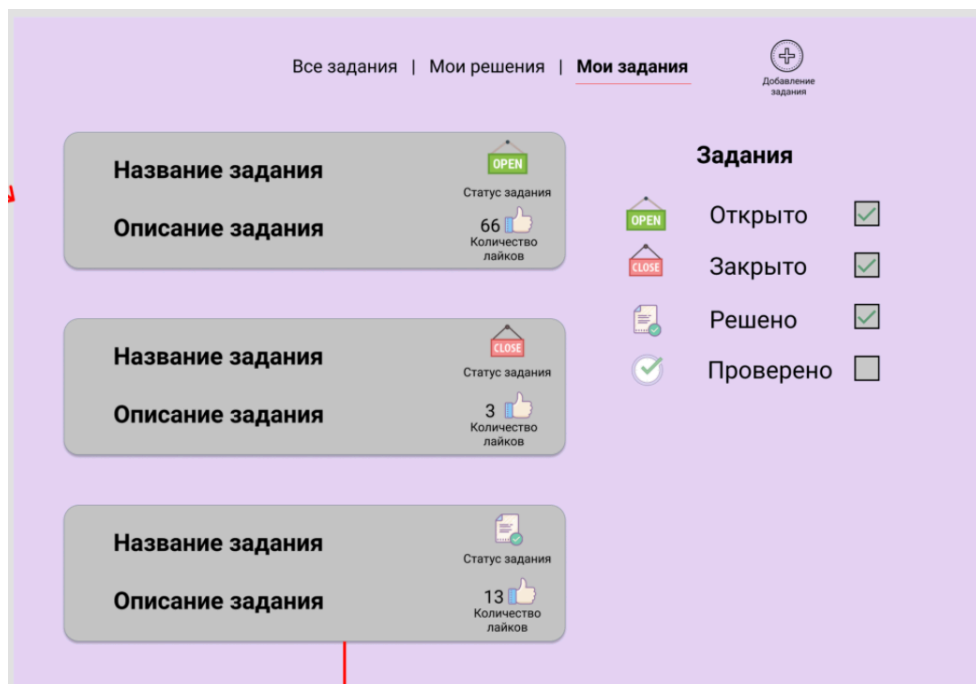 Все задания | Мои решения | Мои задания
Добавление
задания
Название задания
OPEN
Статус задания
Описание задания
66
Количество
лайков
Название задания
CLOSE
Статус задания
Описание задания
3
Количество
лайков
Название задания
Статус задания
Описание задания
13
Количество
лайков
Задания
OPEN
Открыто
CLOSE
Закрыто
Решено
Проверено